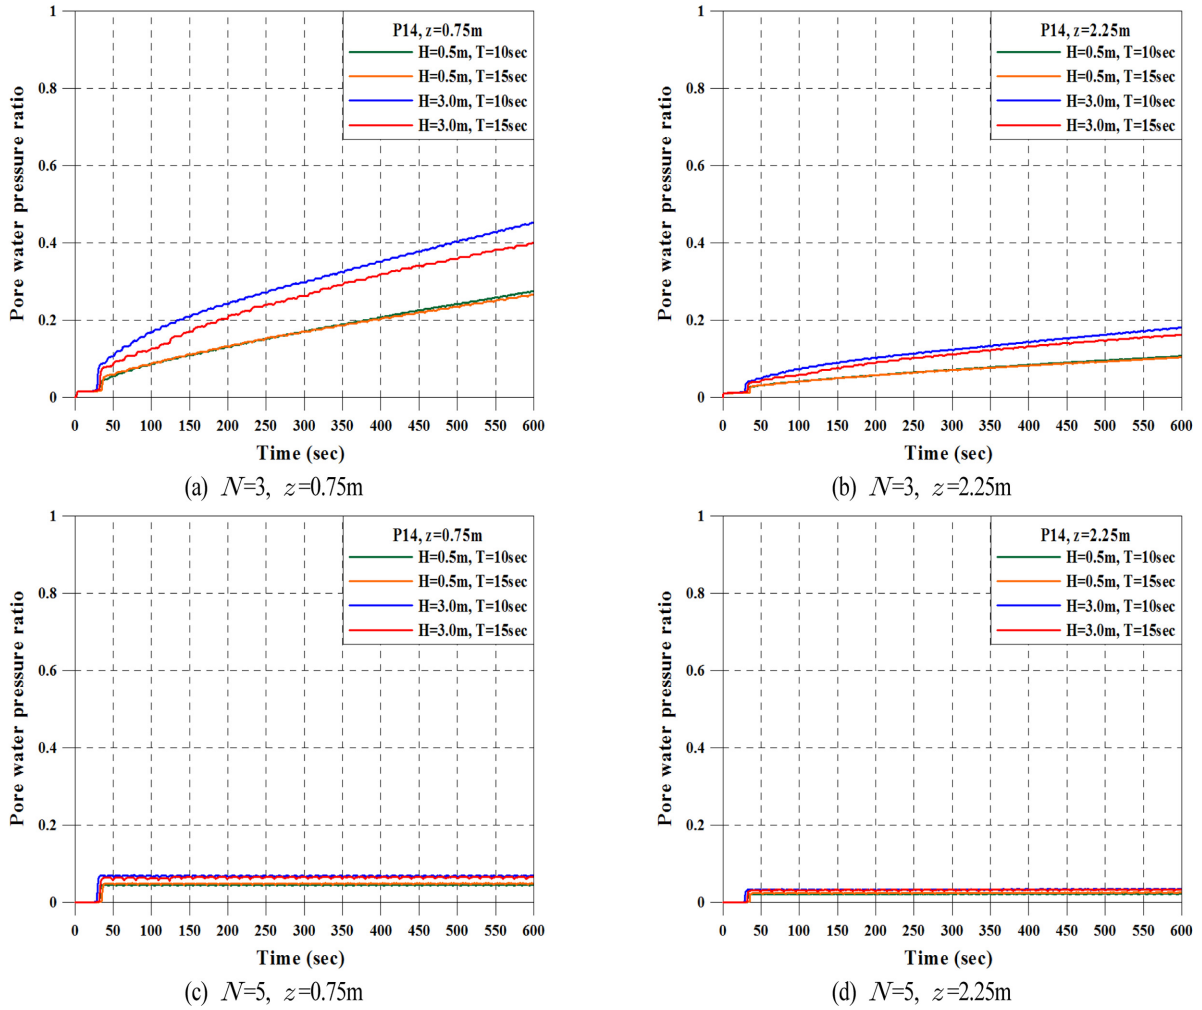 P14, z=0.75m
H=0.5m, T=10sec
H=0.5m, T=15sec
H=3.0m, T=10sec
H=3.0m, T=15sec
Pore water pressure ratio
1
0.8
0.6
0.4
0.2
0
0 50 100 150 200 250 300 350 400 450 500 550 600
Time (sec)
(a) N=3, z=0.75m
P14, z=2.25m
H=0.5m, T=10sec
H=0.5m, T=15sec
H=3.0m, T=10sec
H=3.0m, T=15sec
Pore water pressure ratio
1
0.8
0.6
0.4
0.2
0
0 50 100 150 200 250 300 350 400 450 500 550 600
Time (sec)
(b) N=3, z=2.25m
P14, z=0.75m
H=0.5m, T=10sec
H=0.5m, T=15sec
H=3.0m, T=10sec
H=3.0m, T=15sec
Pore water pressure ratio
1
0.8
0.6
0.4
0.2
0
0 50 100 150 200 250 300 350 400 450 500 550 600
Time (sec)
(c) N=5, z=0.75m
P14, z=2.25m
H=0.5m, T=10sec
H=0.5m, T=15sec
H=3.0m, T=10sec
H=3.0m, T=15sec
Pore water pressure ratio
1
0.8
0.6
0.4
0.2
0
0 50 100 150 200 250 300 350 400 450 500 550 600
Time (sec)
(d) N=5, z=2.25m